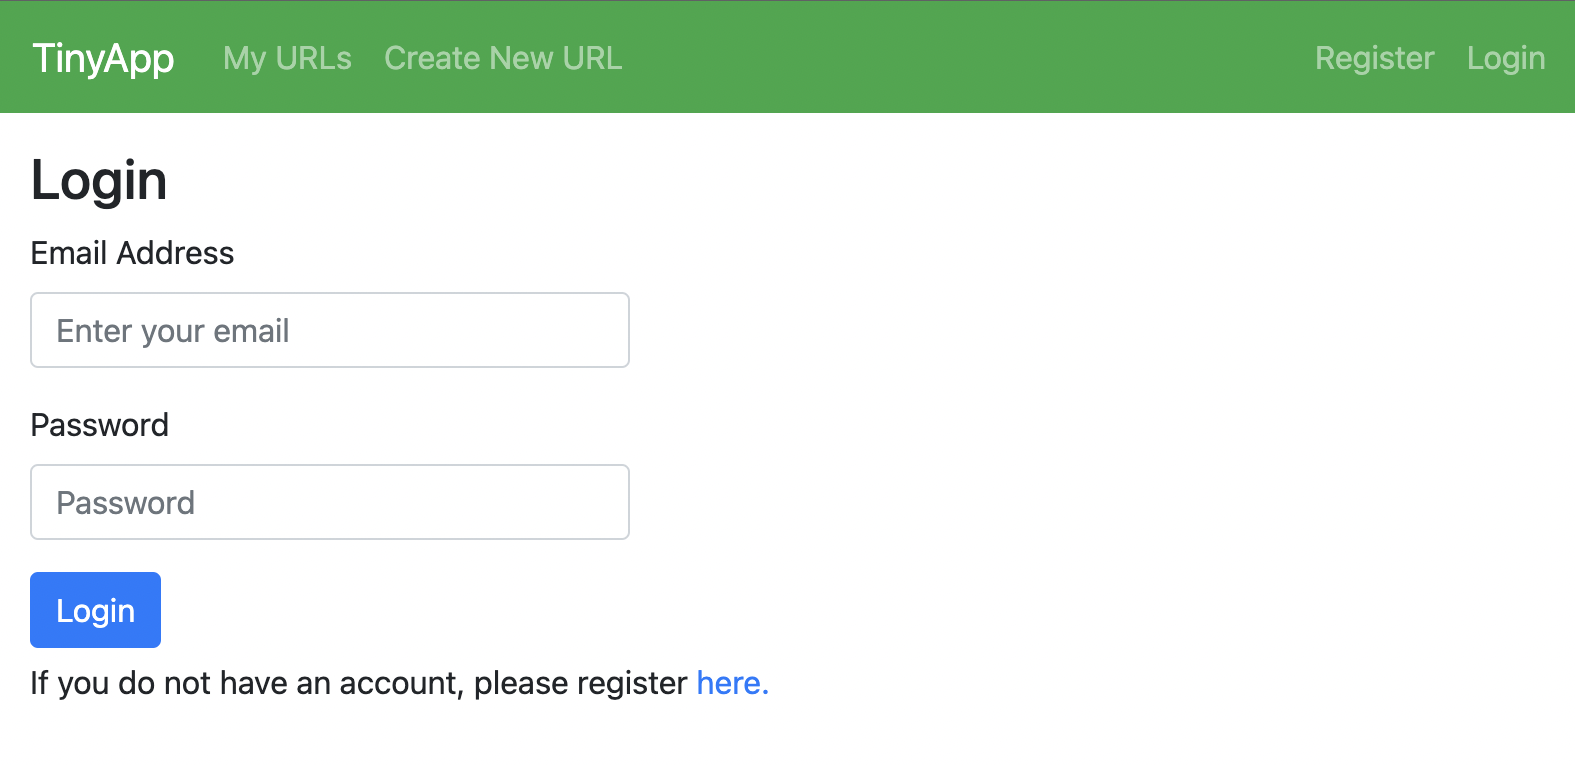 TinyApp My URLs Create New URL Register Login
Login
Email Address
Enter your email
Password
Password
Login
If you do not have an account, please register here.